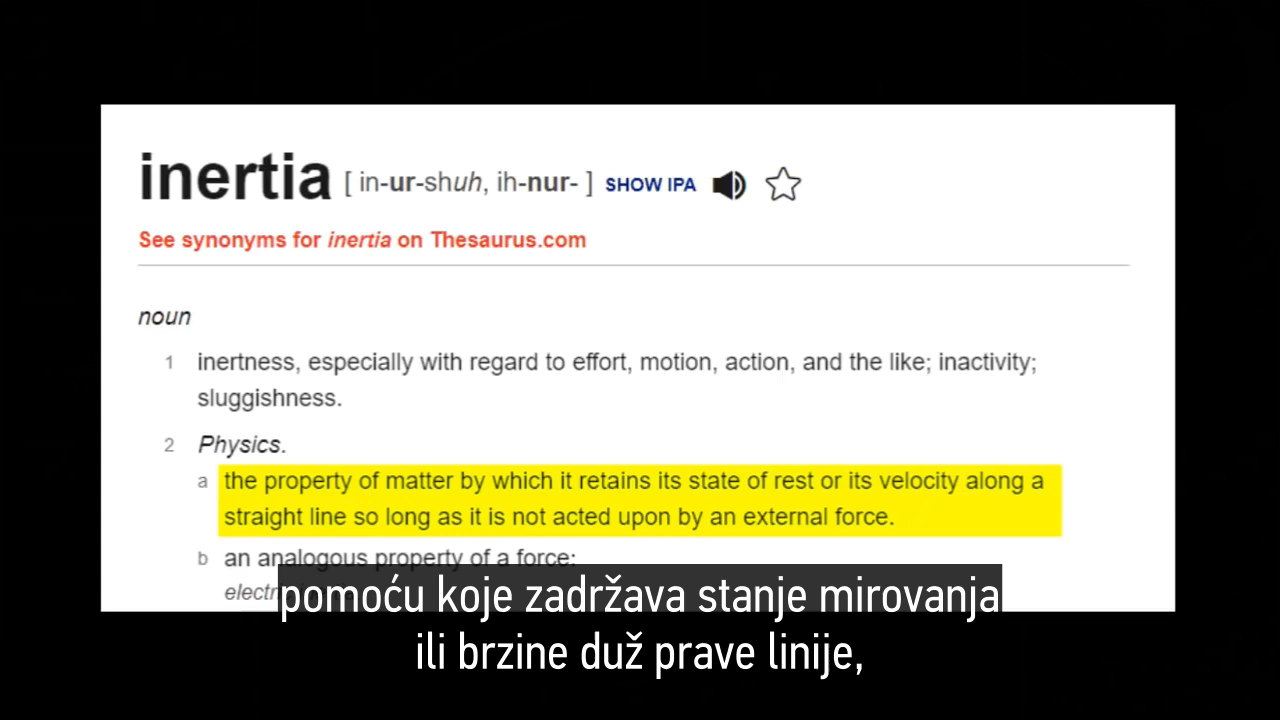 inertia [ in-ur-shuh, ih-nur- ] SHOW IPA
See synonyms for inertia on Thesaurus.com
noun
1 inertness, especially with regard to effort, motion, action, and the like; inactivity;
sluggishness.
2 Physics.
a the property of matter by which it retains its state of rest or its velocity along a
straight line so long as it is not acted upon by an external force.
b an analogous property of a force:
pomoću koje zadržava stanje mirovanja
ili brzine duž prave linije,